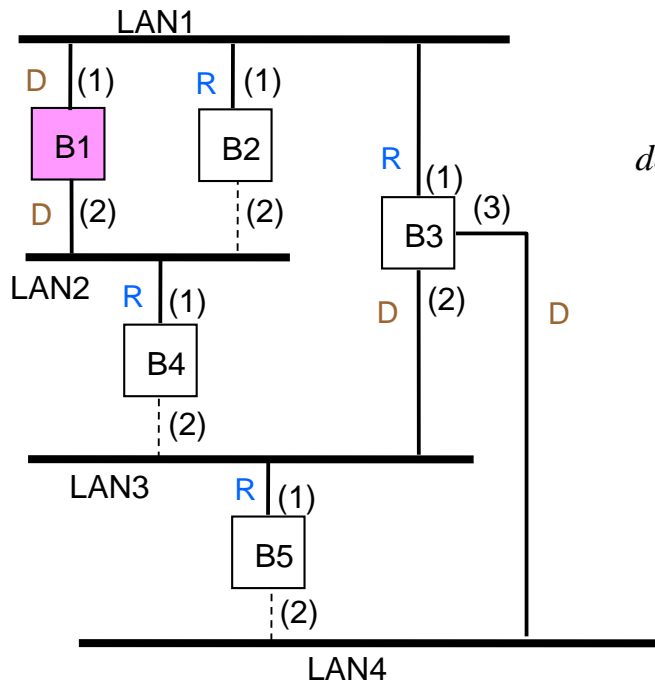 LAN1
D (1) R (1)
B1 B2
R
D (2) (2) (1) (3)
B3
LAN2
R (1) D (2) D
B4
(2)
LAN3
R (1)
B5
(2)
LAN4